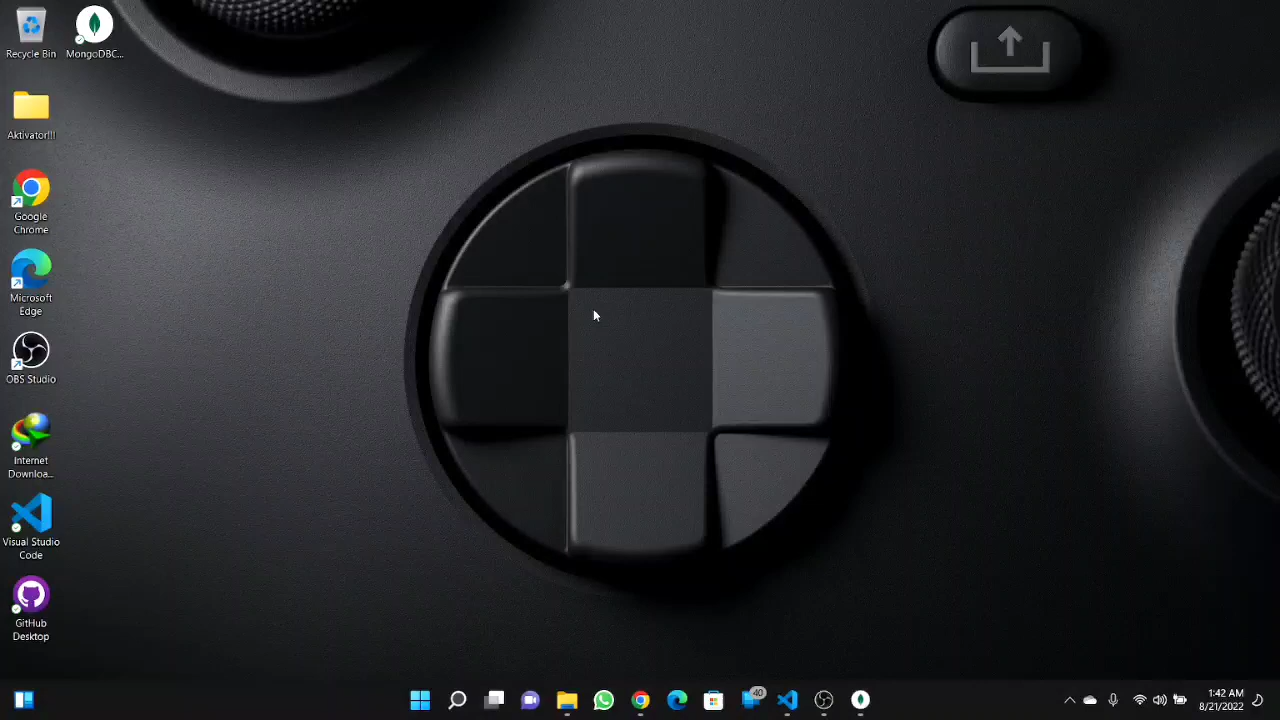 Recycle Bin
MongoDBC...
Aktivator!!!
Google
Chrome
Microsoft
Edge
OBS Studio
Internet
Downloa...
Visual Studio
Code
GitHub
Desktop
40
1:42 AM
8/21/2022